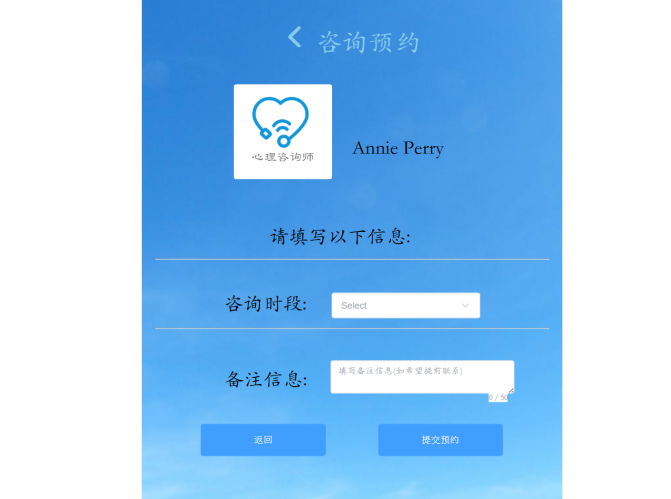 咨询预约
心理咨询师
Annie Perry
请填写以下信息:
咨询时段:
Select
备注信息:
填写备注信息(如希望提前联系)
0 / 50
返回
提交预约